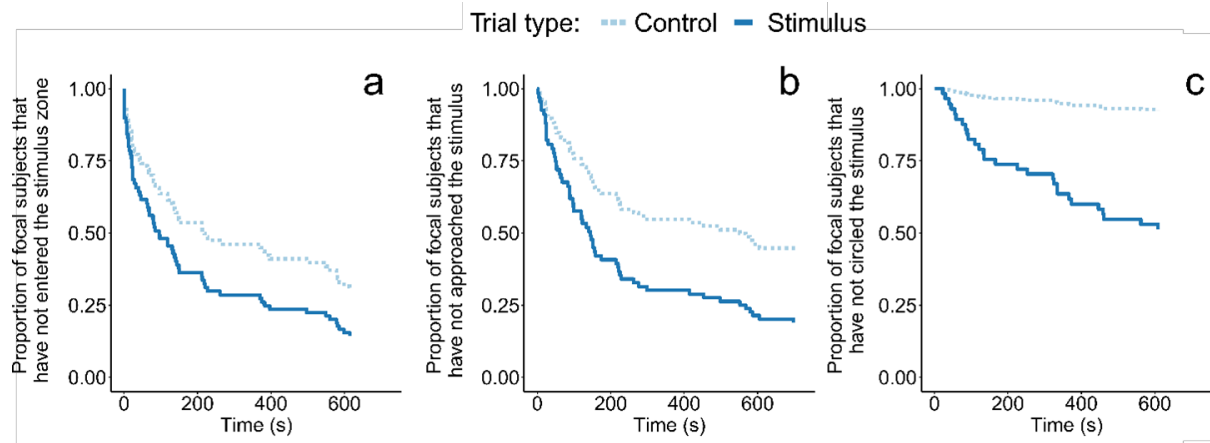 Trial type: Control Stimulus
a
Proportion of focal subjects that
have not entered the stimulus zone
1.00
0.75
0.50
0.25
0.00
0 200 400 600
Time (s)
b
Proportion of focal subjects that
have not approached the stimulus
1.00
0.75
0.50
0.25
0.00
0 200 400 600
Time (s)
c
Proportion of focal subjects that
have not circled the stimulus
1.00
0.75
0.50
0.25
0.00
0 200 400 600
Time (s)